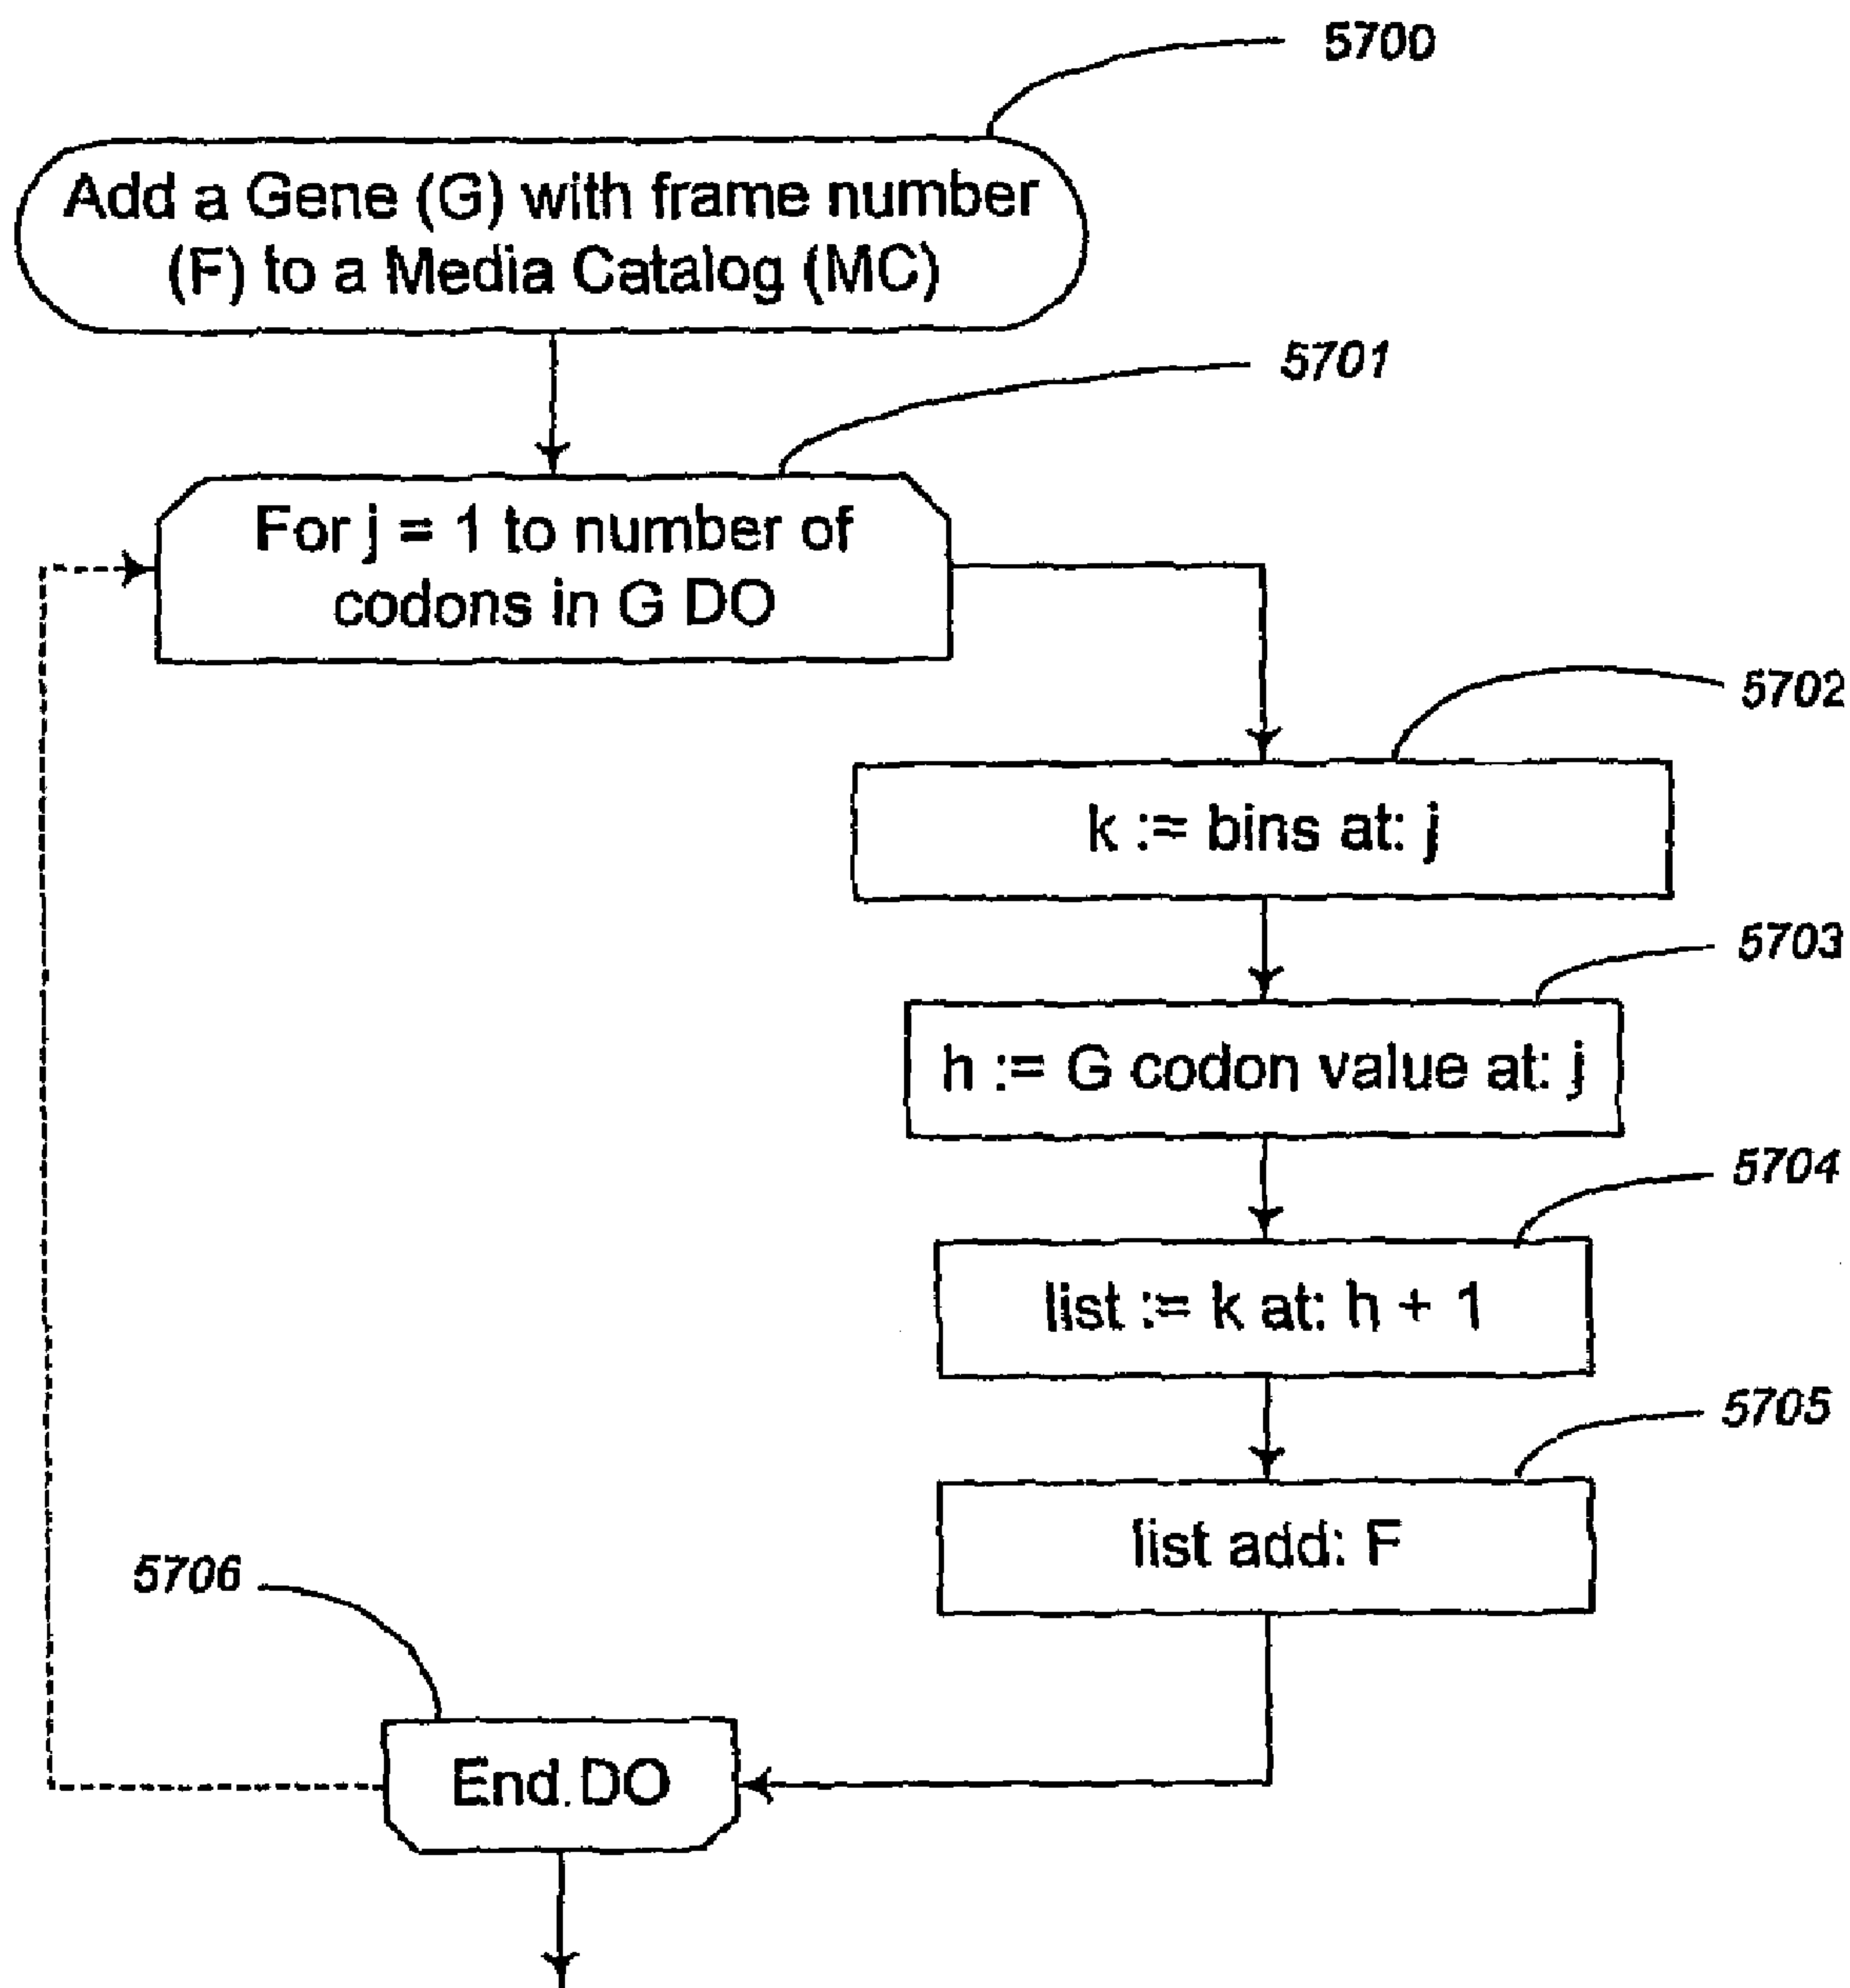 5700
Add a Gene (G) with frame number
(F) to a Media Catalog (MC)
5701
For j = 1 to number of
codons in G DO
5702
k := bins at: j
5703
h := G codon value at: j
5704
list := k at: h + 1
5705
list add: F
5706
End DO